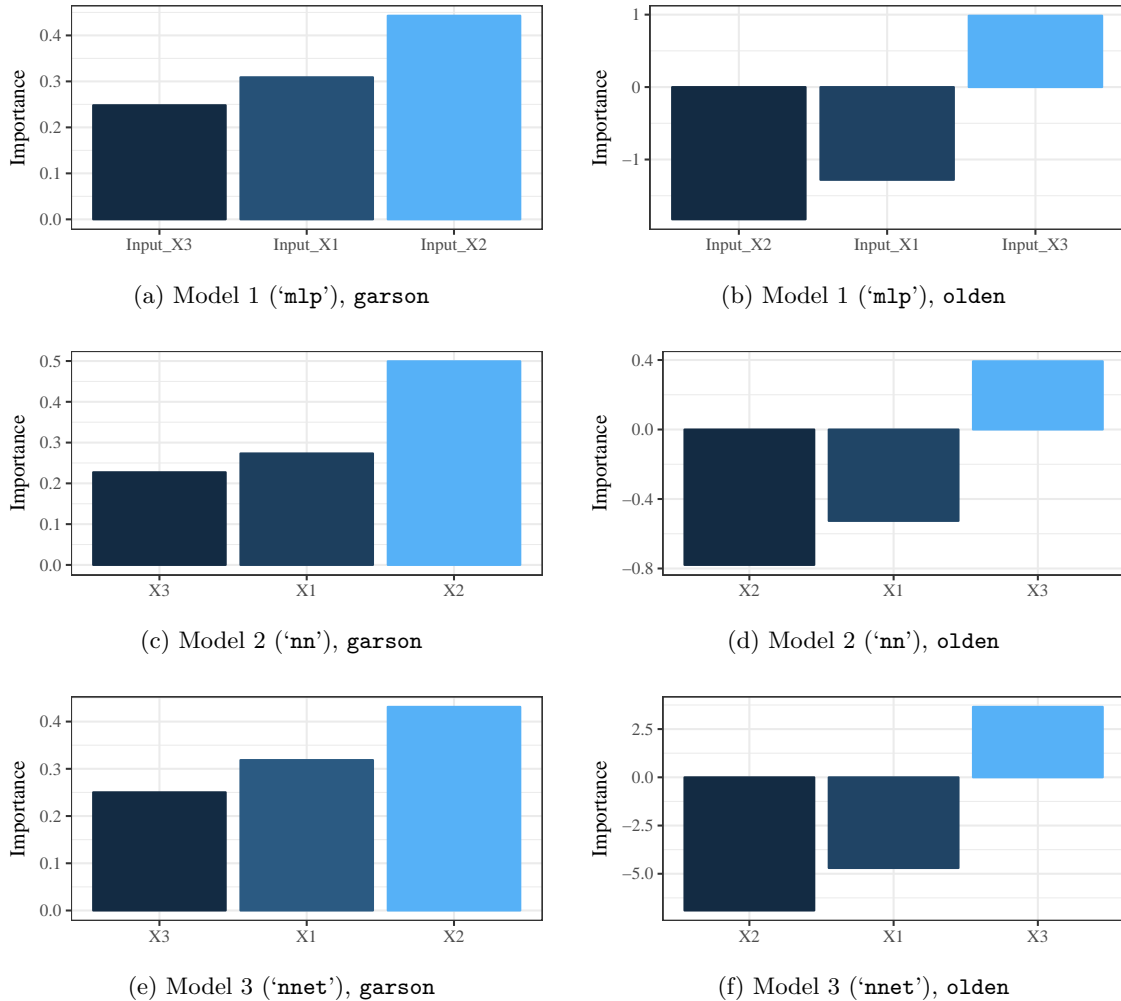 Importance
0.4
0.3
0.2
0.1
0.0
Input_X3 Input_X1 Input_X2
(a) Model 1 (‘mlp’), garson
Importance
1
0
−1
Input_X2 Input_X1 Input_X3
(b) Model 1 (‘mlp’), olden
Importance
0.5
0.4
0.3
0.2
0.1
0.0
X3 X1 X2
(c) Model 2 (‘nn’), garson
Importance
0.4
0.0
−0.4
−0.8
X2 X1 X3
(d) Model 2 (‘nn’), olden
Importance
0.4
0.3
0.2
0.1
0.0
X3 X1 X2
(e) Model 3 (‘nnet’), garson
Importance
2.5
0.0
−2.5
−5.0
X2 X1 X3
(f) Model 3 (‘nnet’), olden